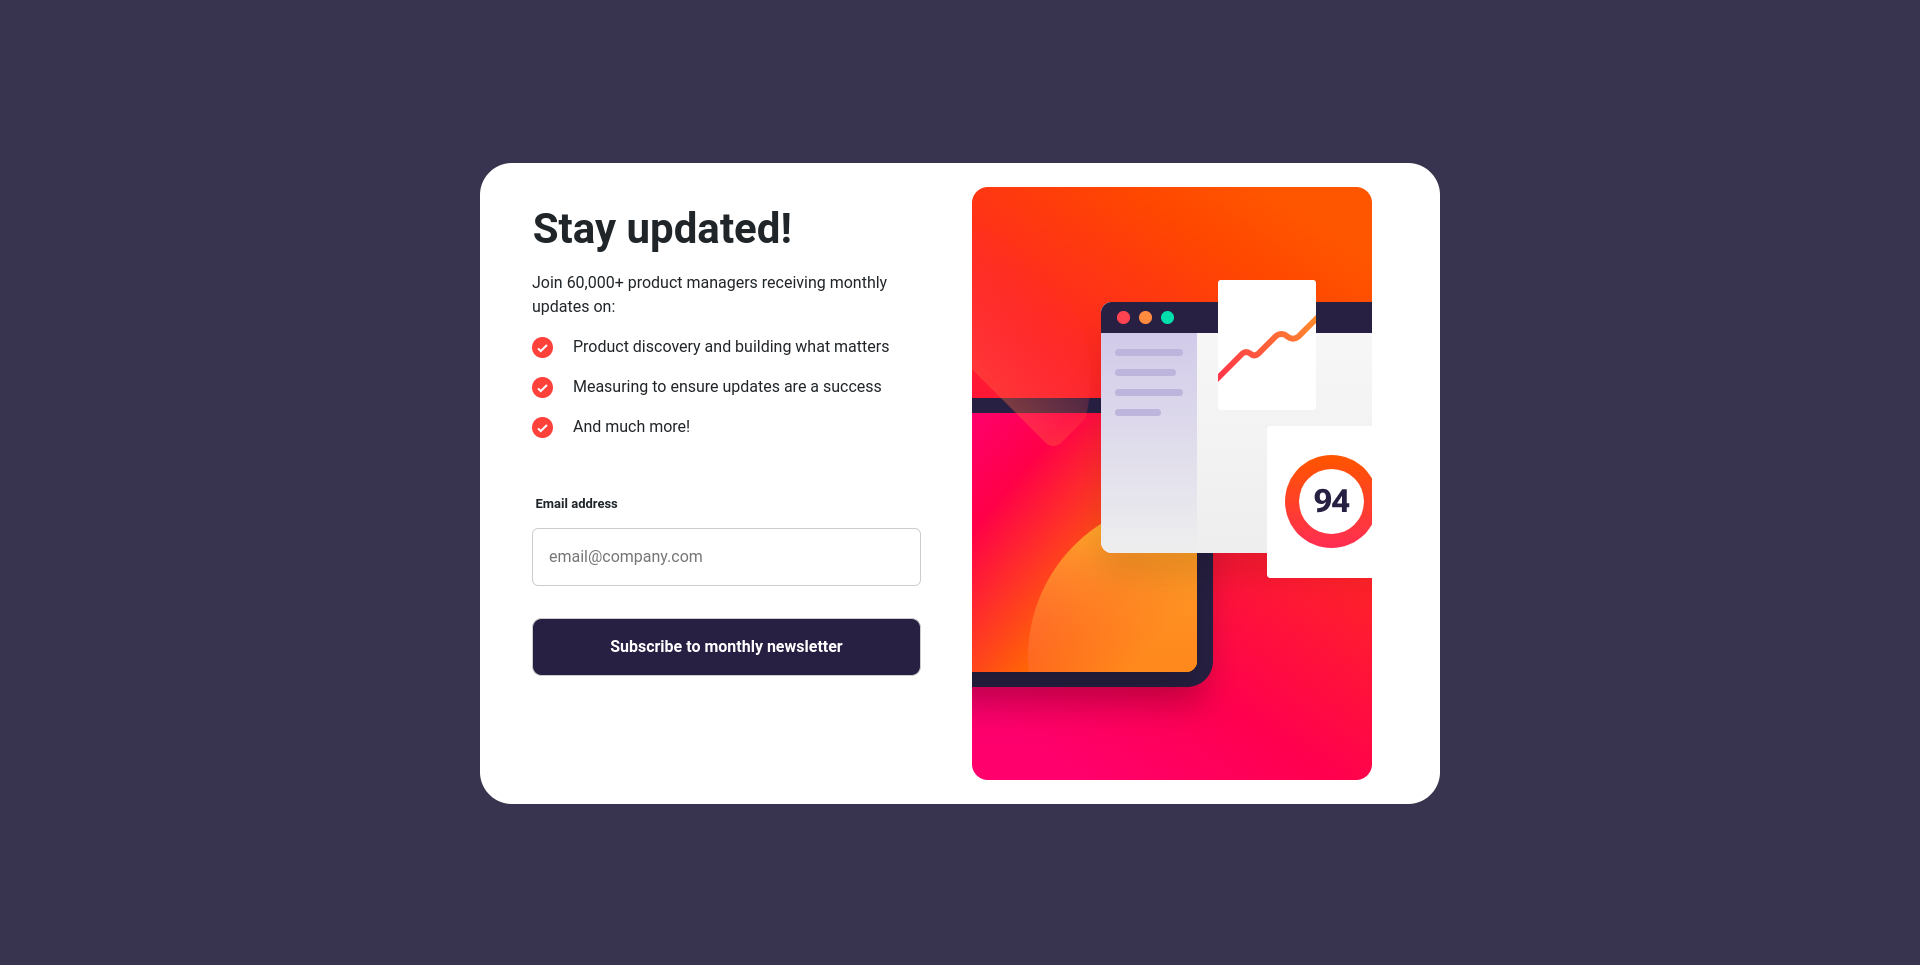 Stay updated!
Join 60,000+ product managers receiving monthly
updates on:
Product discovery and building what matters
Measuring to ensure updates are a success
And much more!
Email address
email@company.com
Subscribe to monthly newsletter
94